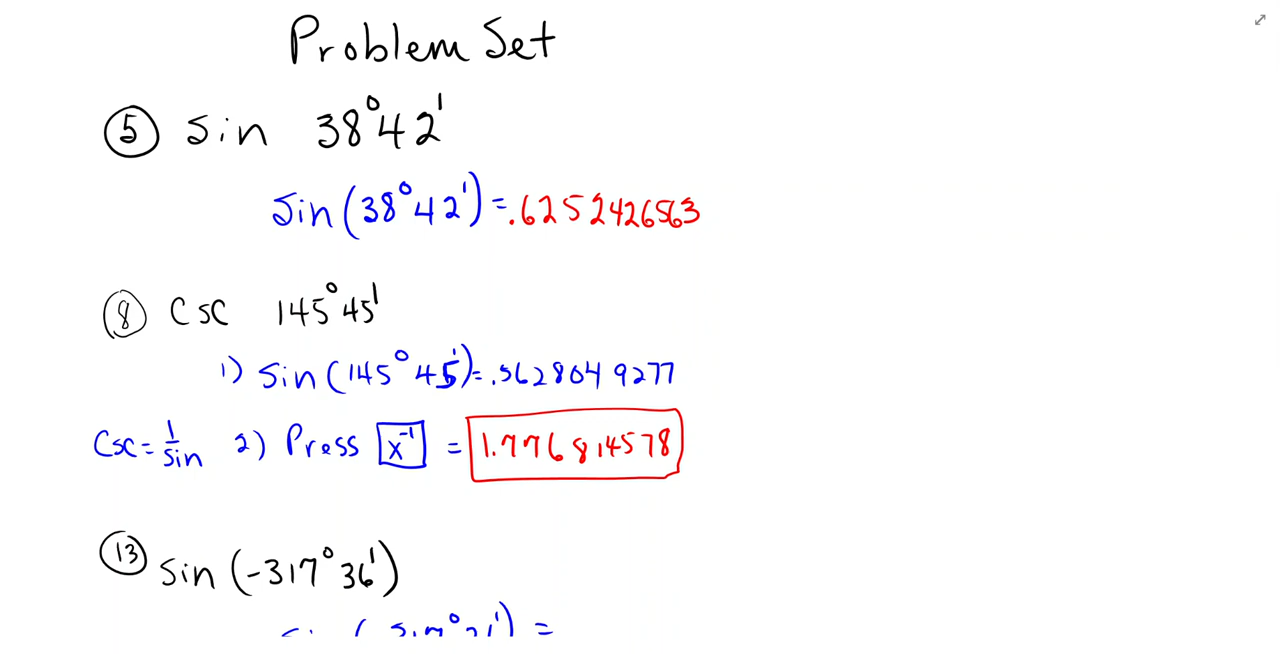 Problem Set
5 sin 38°42'
sin(38°42')=.6252426563
8 csc 145°45'
1) sin(145°45')=.5628049277
csc=1/sin 2) Press x⁻¹ = 1.776814578
13 sin(-317°36')